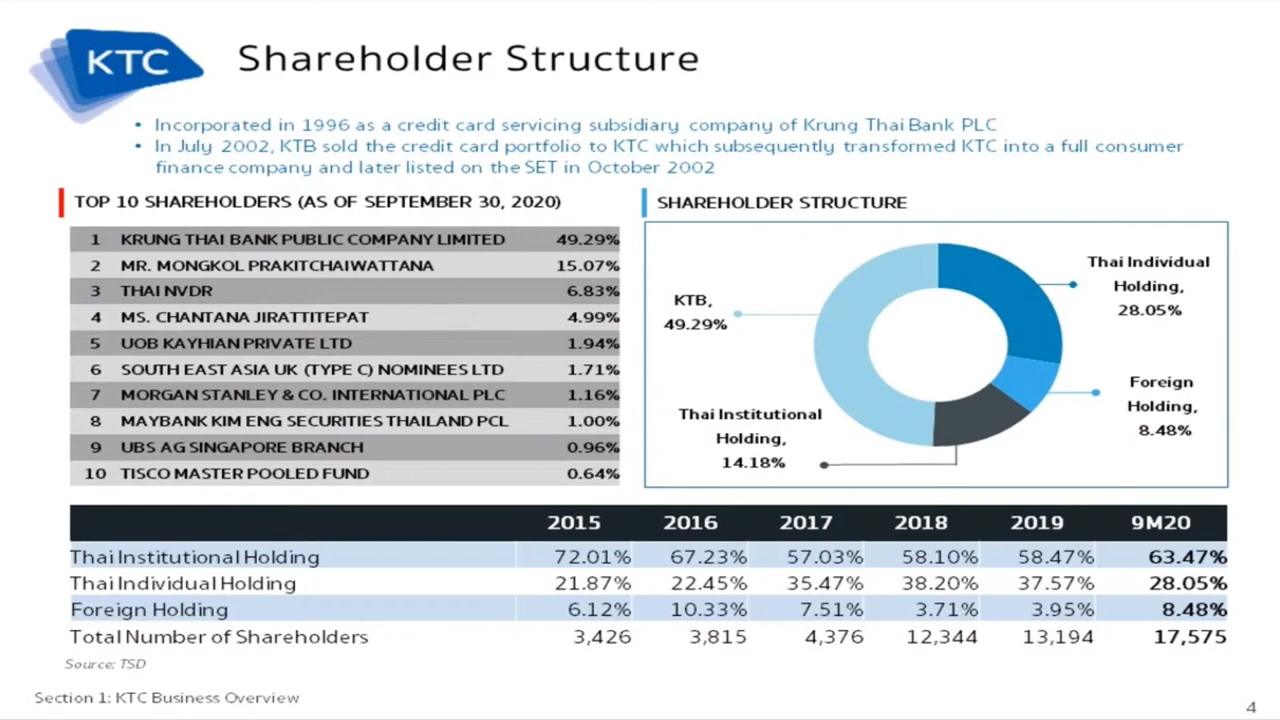 KTC
Shareholder Structure
• Incorporated in 1996 as a credit card servicing subsidiary company of Krung Thai Bank PLC
• In July 2002, KTB sold the credit card portfolio to KTC which subsequently transformed KTC into a full consumer
finance company and later listed on the SET in October 2002
TOP 10 SHAREHOLDERS (AS OF SEPTEMBER 30, 2020)
1 KRUNG THAI BANK PUBLIC COMPANY LIMITED 49.29%
2 MR. MONGKOL PRAKITCHAIWATTANA 15.07%
3 THAI NVDR 6.83%
4 MS. CHANTANA JIRATTITEPAT 4.99%
5 UOB KAYHIAN PRIVATE LTD 1.94%
6 SOUTH EAST ASIA UK (TYPE C) NOMINEES LTD 1.71%
7 MORGAN STANLEY & CO. INTERNATIONAL PLC 1.16%
8 MAYBANK KIM ENG SECURITIES THAILAND PCL 1.00%
9 UBS AG SINGAPORE BRANCH 0.96%
10 TISCO MASTER POOLED FUND 0.64%
SHAREHOLDER STRUCTURE
Thai Individual
Holding,
28.05%
KTB,
49.29%
Foreign
Holding,
8.48%
Thai Institutional
Holding,
14.18%
2015 2016 2017 2018 2019 9M20
Thai Institutional Holding 72.01% 67.23% 57.03% 58.10% 58.47% 63.47%
Thai Individual Holding 21.87% 22.45% 35.47% 38.20% 37.57% 28.05%
Foreign Holding 6.12% 10.33% 7.51% 3.71% 3.95% 8.48%
Total Number of Shareholders 3,426 3,815 4,376 12,344 13,194 17,575
Source: TSD
Section 1: KTC Business Overview
4